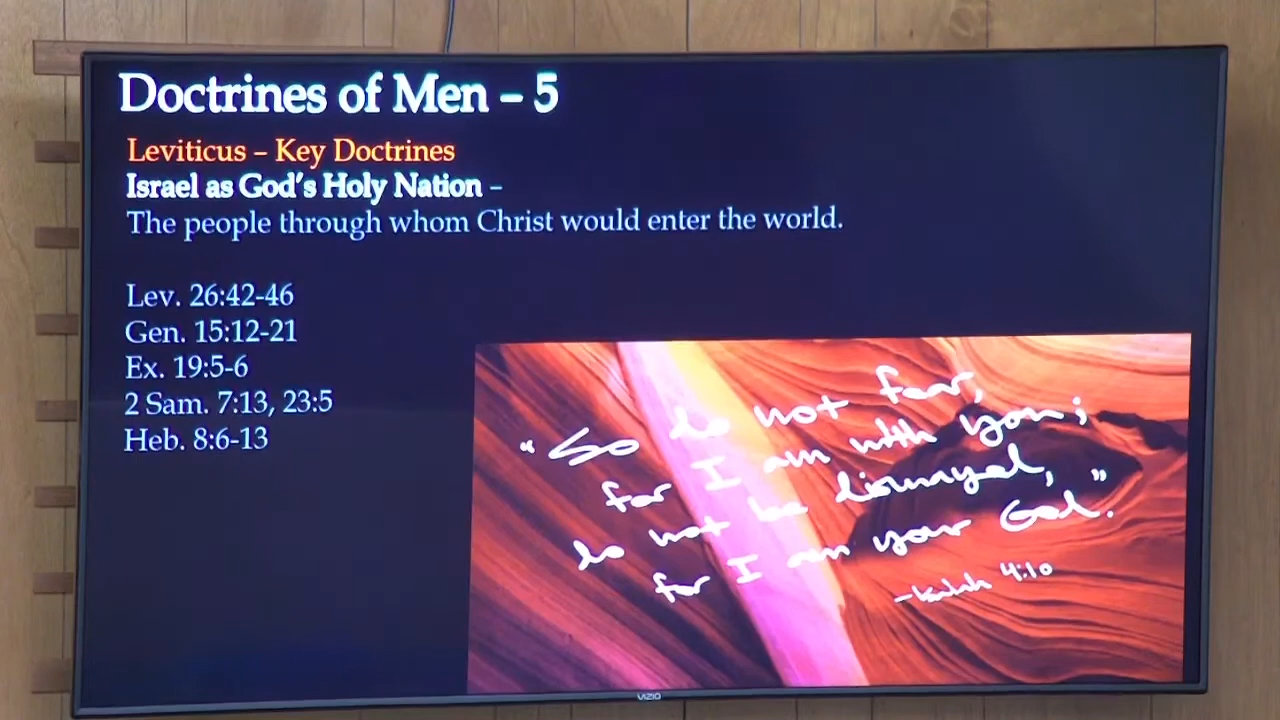 Doctrines of Men – 5
Leviticus – Key Doctrines
Israel as God's Holy Nation –
The people through whom Christ would enter the world.
Lev. 26:42-46
Gen. 15:12-21
Ex. 19:5-6
2 Sam. 7:13, 23:5
Heb. 8:6-13
"So do not fear,
for I am with you;
do not be dismayed,
for I am your God."
-Isaiah 4:10
VIZIO